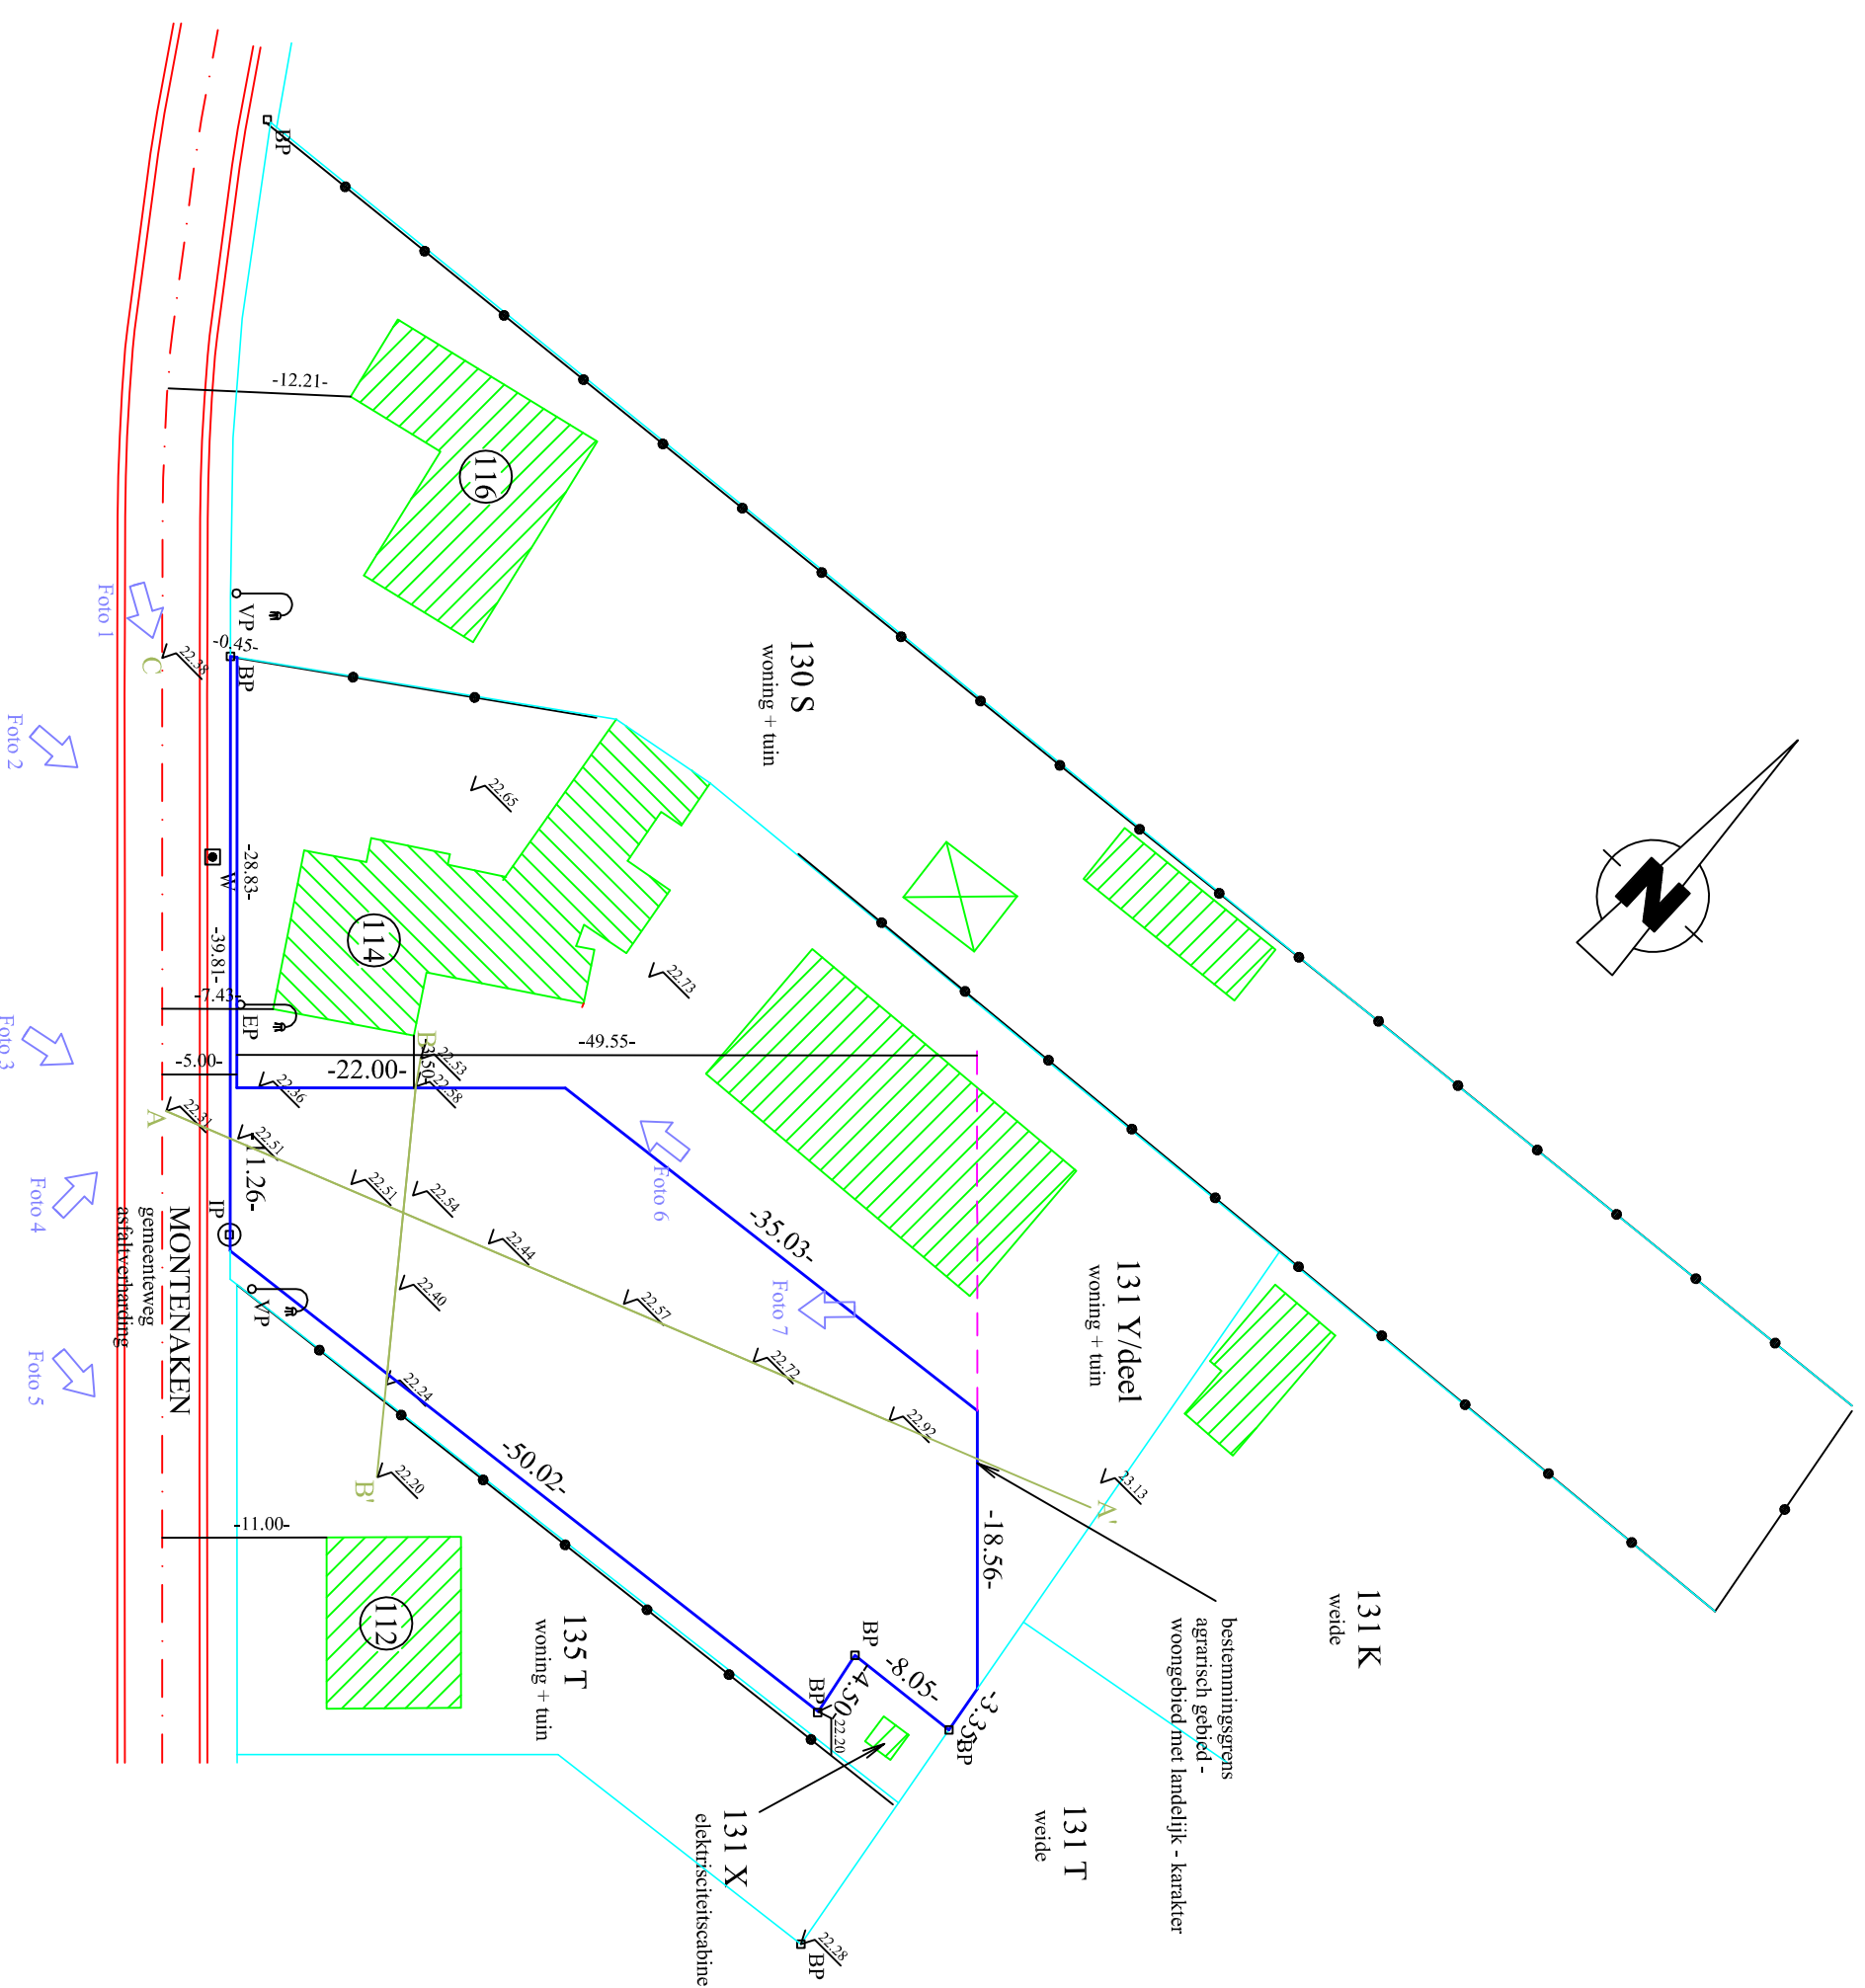 BP
-12.21-
116
VP
Foto 1
-0.45-
BP
22.38
C
Foto 2
130 S
woning + tuin
22.65
N
-28.83-
W
-39.81-
114
22.73
-7.43-
EP
Foto 3
-5.00-
-22.00-
-49.55-
22.53
22.58
22.36
22.31
A
22.51
-11.26-
IP
22.51
22.54
22.44
22.40
22.57
22.72
22.92
23.13
A'
Foto 6
-35.03-
Foto 7
131 Y/deel
woning + tuin
Foto 4
MONTENAKEN
gemeenteweg
asfaltverharding
VP
Foto 5
22.24
B'
22.20
-50.02-
-18.56-
-11.00-
112
135 T
woning + tuin
BP
-8.05-
-4.50-
BP
22.20
BP
131 K
weide
bestemmingsgrens
agrarisch gebied -
woongebied met landelijk - karakter
131 T
weide
131 X
elektrisciteitscabine
22.28
BP